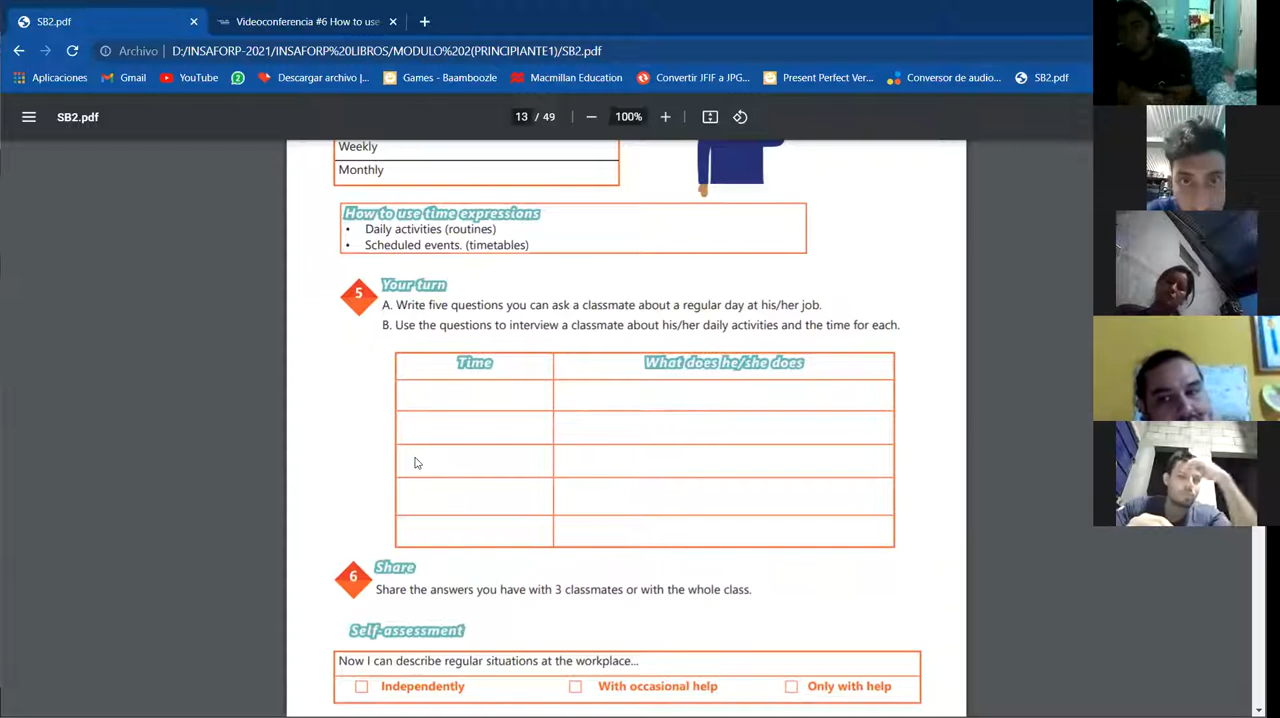 SB2.pdf
Videoconferencia #6 How to use
Archivo
D:/INSAFORP-2021/INSAFORP%20LIBROS/MODULO%202(PRINCIPIANTE1)/SB2.pdf
Aplicaciones
Gmail
YouTube
2
Descargar archivo |...
Games - Baamboozle
Macmillan Education
Convertir JFIF a JPG...
Present Perfect Ver...
Conversor de audio...
SB2.pdf
SB2.pdf
13 / 49
100%
Weekly
Monthly
How to use time expressions
• Daily activities (routines)
• Scheduled events. (timetables)
5
Your turn
A. Write five questions you can ask a classmate about a regular day at his/her job.
B. Use the questions to interview a classmate about his/her daily activities and the time for each.
Time
What does he/she does
6
Share
Share the answers you have with 3 classmates or with the whole class.
Self-assessment
Now I can describe regular situations at the workplace...
Independently
With occasional help
Only with help